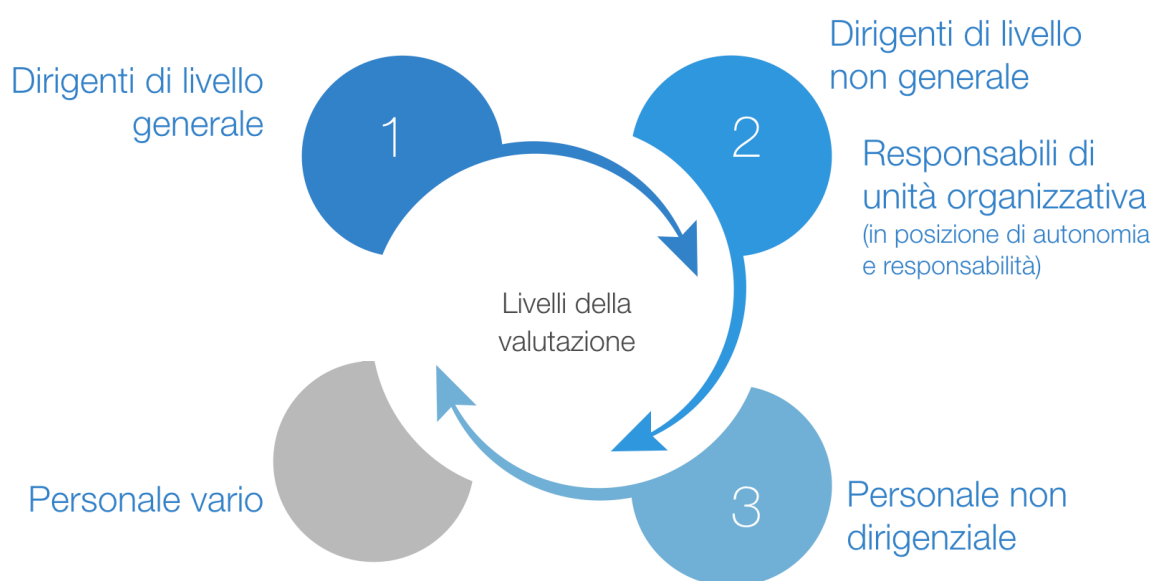 Dirigenti di livello
generale
1
Dirigenti di livello
non generale
2
Responsabili di
unità organizzativa
(in posizione di autonomia
e responsabilità)
Livelli della
valutazione
Personale vario
3
Personale non
dirigenziale